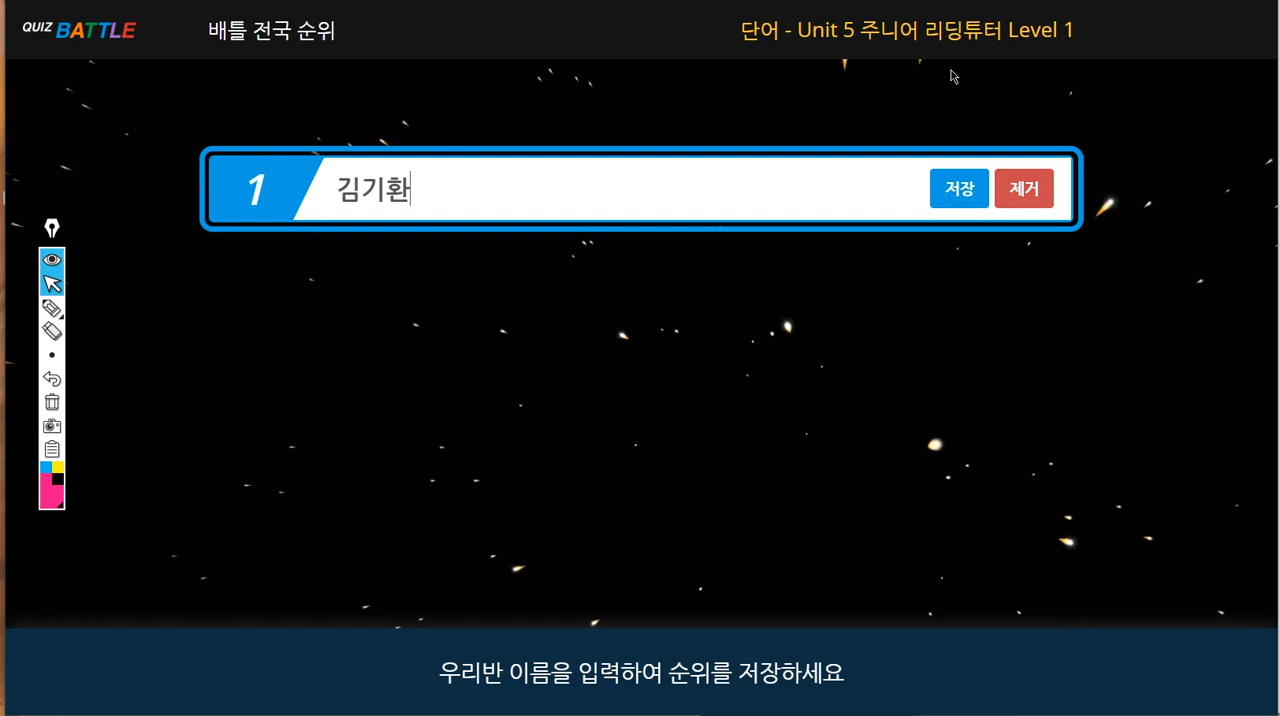 QUIZ BATTLE
배틀 전국 순위
단어 - Unit 5 주니어 리딩튜터 Level 1
1
김기환
저장
제거
우리반 이름을 입력하여 순위를 저장하세요